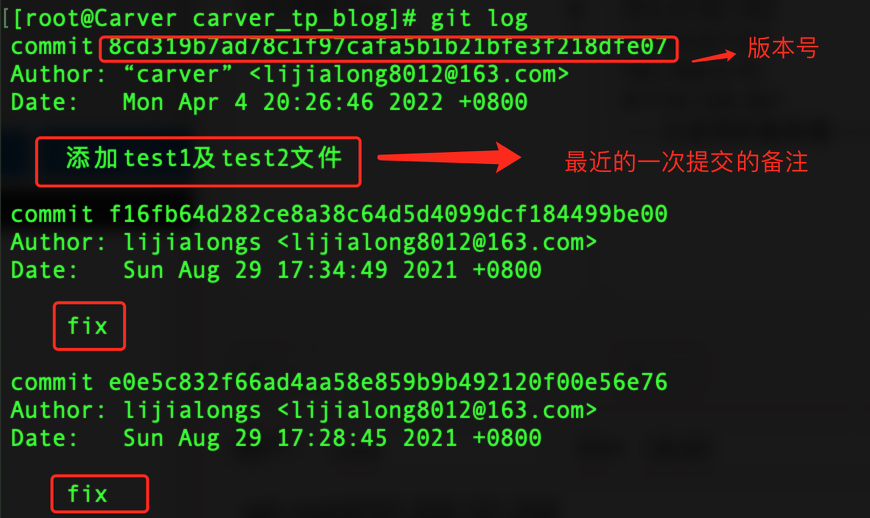 [[root@Carver carver_tp_blog]# git log
commit 8cd319b7ad78c1f97cafa5b1b21bfe3f218dfe07
版本号
Author: “carver” <lijialong8012@163.com>
Date:   Mon Apr 4 20:26:46 2022 +0800
添加test1及test2文件
最近的一次提交的备注
commit f16fb64d282ce8a38c64d5d4099dcf184499be00
Author: lijialongs <lijialong8012@163.com>
Date:   Sun Aug 29 17:34:49 2021 +0800
fix
commit e0e5c832f66ad4aa58e859b9b492120f00e56e76
Author: lijialongs <lijialong8012@163.com>
Date:   Sun Aug 29 17:28:45 2021 +0800
fix